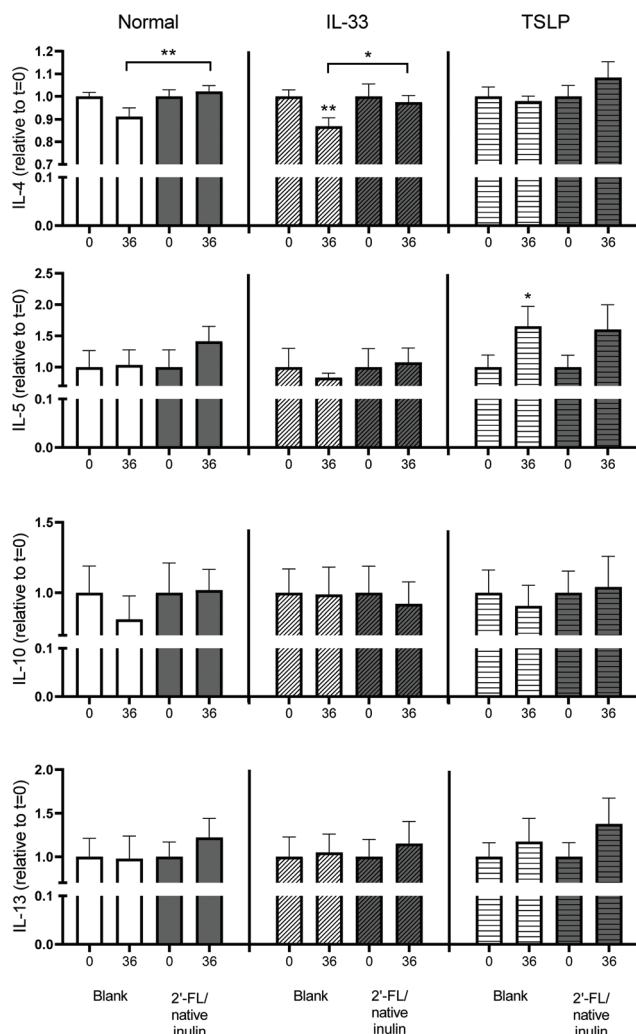 Normal IL-33 TSLP
IL-4 (relative to t=0)
1.2
1.1
1.0
0.9
0.8
0.7
0.1
0.0
** * **
0 36 0 36 0 36 0 36 0 36 0 36
IL-5 (relative to t=0)
2.5
2.0
1.5
1.0
0.1
0.0
*
0 36 0 36 0 36 0 36 0 36 0 36
IL-10 (relative to t=0)
1.5
1.0
0.1
0.0
0 36 0 36 0 36 0 36 0 36 0 36
IL-13 (relative to t=0)
2.0
1.5
1.0
0.1
0.0
0 36 0 36 0 36 0 36 0 36 0 36
Blank 2'-FL/ Blank 2'-FL/ Blank 2'-FL/
native native native
inulin inulin inulin